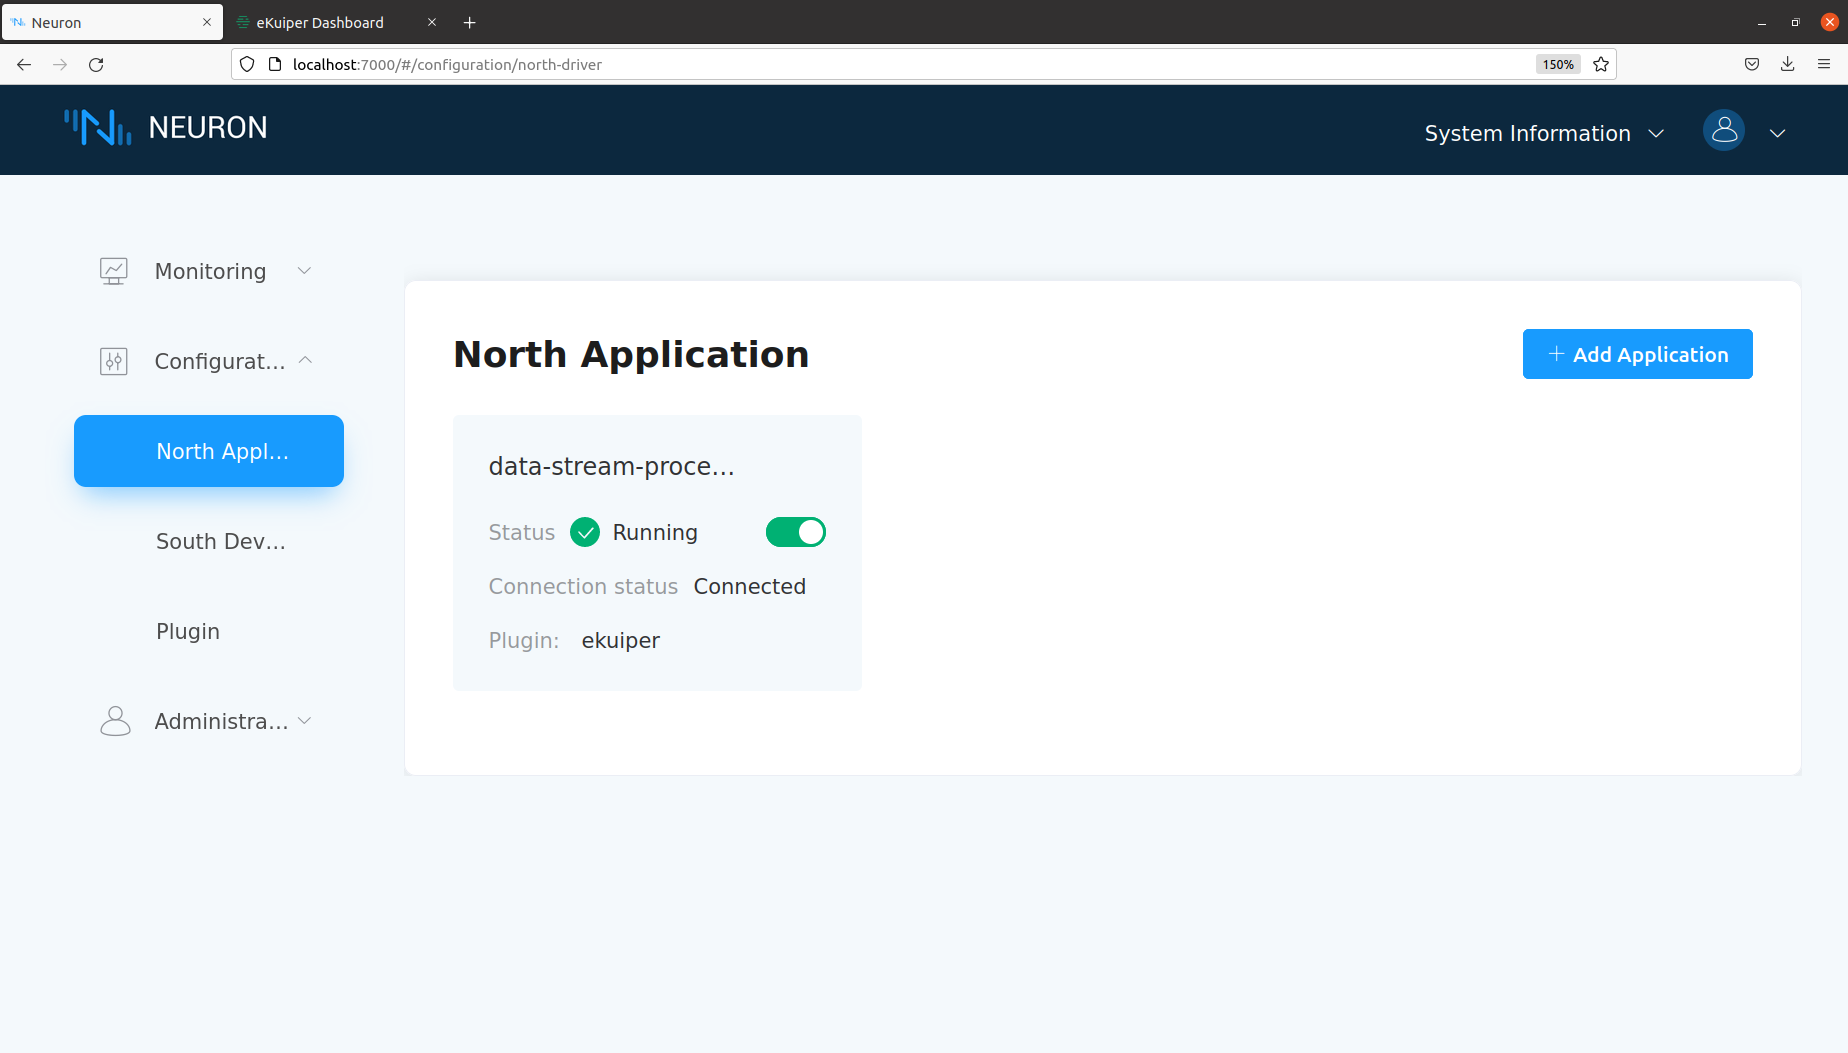 Neuron
eKuiper Dashboard
localhost:7000/#/configuration/north-driver
150%
NEURON
System Information
Monitoring
Configurat...
North Appl...
South Dev...
Plugin
Administra...
North Application
Add Application
data-stream-proce...
Status Running
Connection status Connected
Plugin: ekuiper